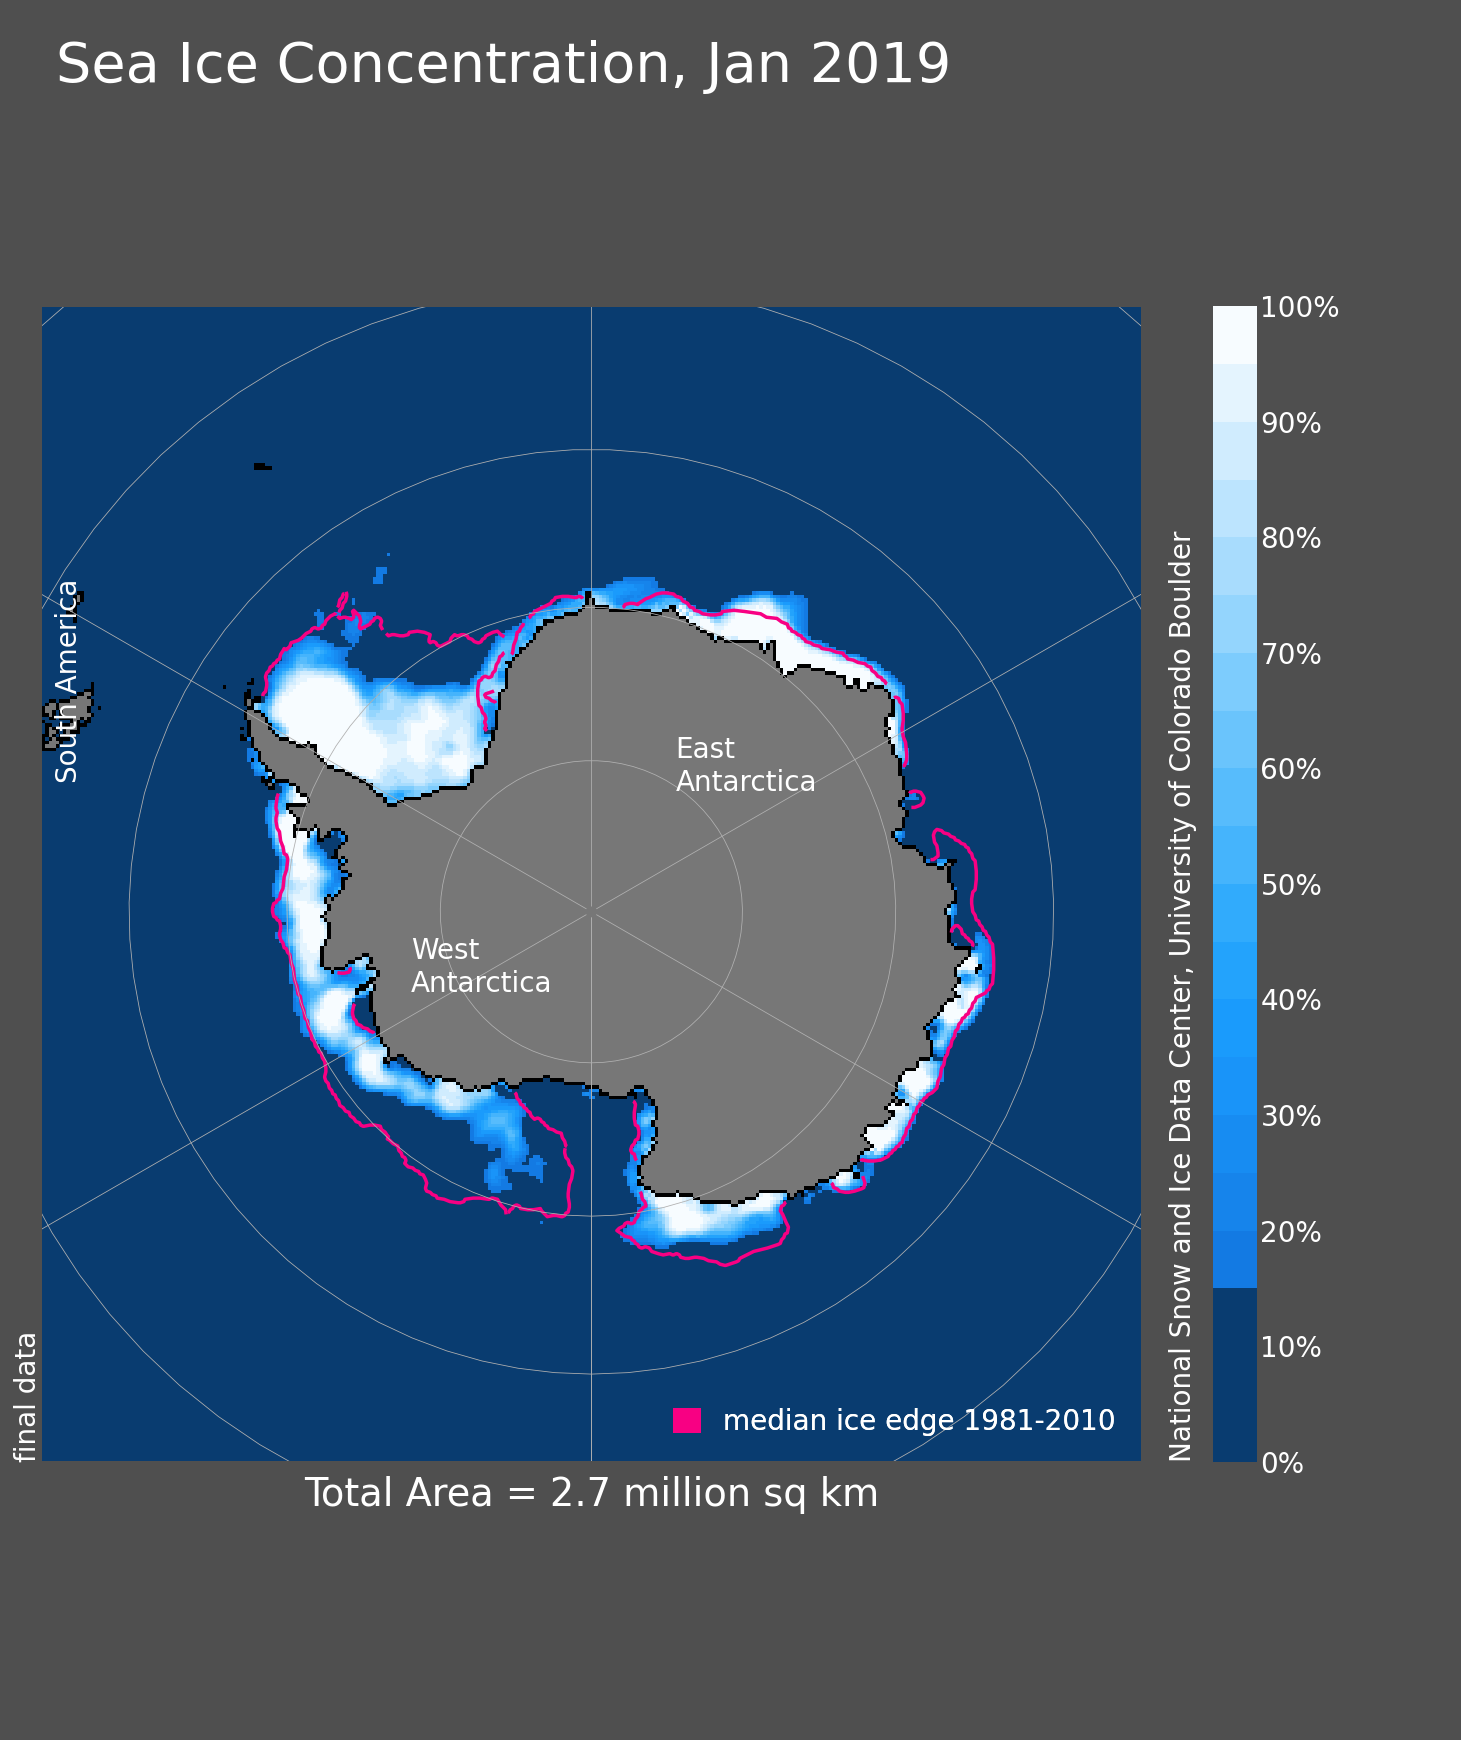 Sea Ice Concentration, Jan 2019
South America
East
Antarctica
West
Antarctica
median ice edge 1981-2010
final data
Total Area = 2.7 million sq km
National Snow and Ice Data Center, University of Colorado Boulder
100%
90%
80%
70%
60%
50%
40%
30%
20%
10%
0%